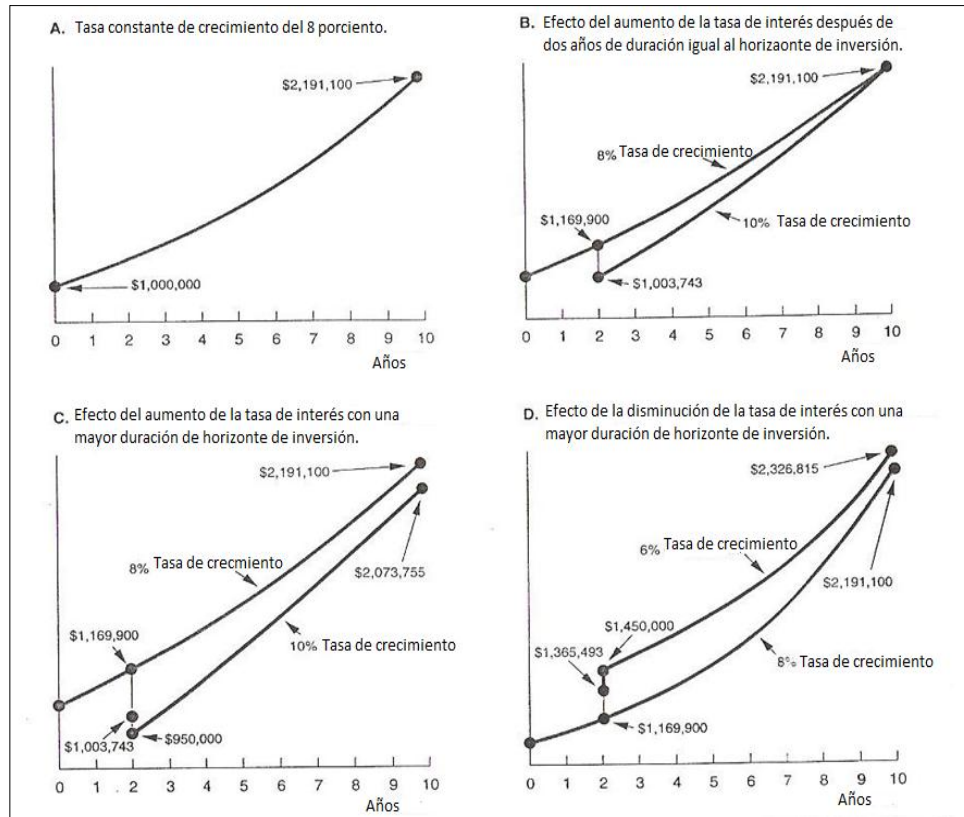 A. Tasa constante de crecimiento del 8 porciento.
$2,191,100
$1,000,000
0 1 2 3 4 5 6 7 8 9 10
Años
B. Efecto del aumento de la tasa de interés después de
dos años de duración igual al horizaonte de inversión.
$2,191,100
8% Tasa de crecimiento
$1,169,900
10% Tasa de crecimiento
$1,003,743
0 1 2 3 4 5 6 7 8 9 10
Años
C. Efecto del aumento de la tasa de interés con una
mayor duración de horizonte de inversión.
$2,191,100
8% Tasa de crecmiento
$2,073,755
$1,169,900
10% Tasa de crecimiento
$1,003,743
$950,000
0 1 2 3 4 5 6 7 8 9 10
Años
D. Efecto de la disminución de la tasa de interés con una
mayor duración de horizonte de inversión.
$2,326.815
6% Tasa de crecimiento
$2,191,100
$1,450,000
$1,365,493
8% Tasa de crecimiento
$1,169,900
0 1 2 3 4 5 6 7 8 9 10
Años